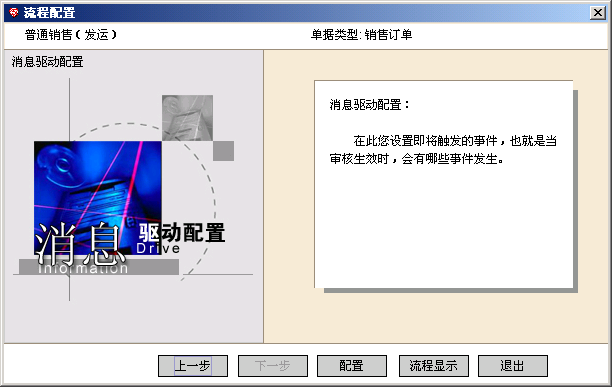 流程配置
普通销售(发运)
单据类型:销售订单
消息驱动配置
消息 驱动配置
Drive
Information
消息驱动配置:
在此您设置即将触发的事件,也就是当
审核生效时,会有哪些事件发生。
上一步
下一步
配置
流程显示
退出